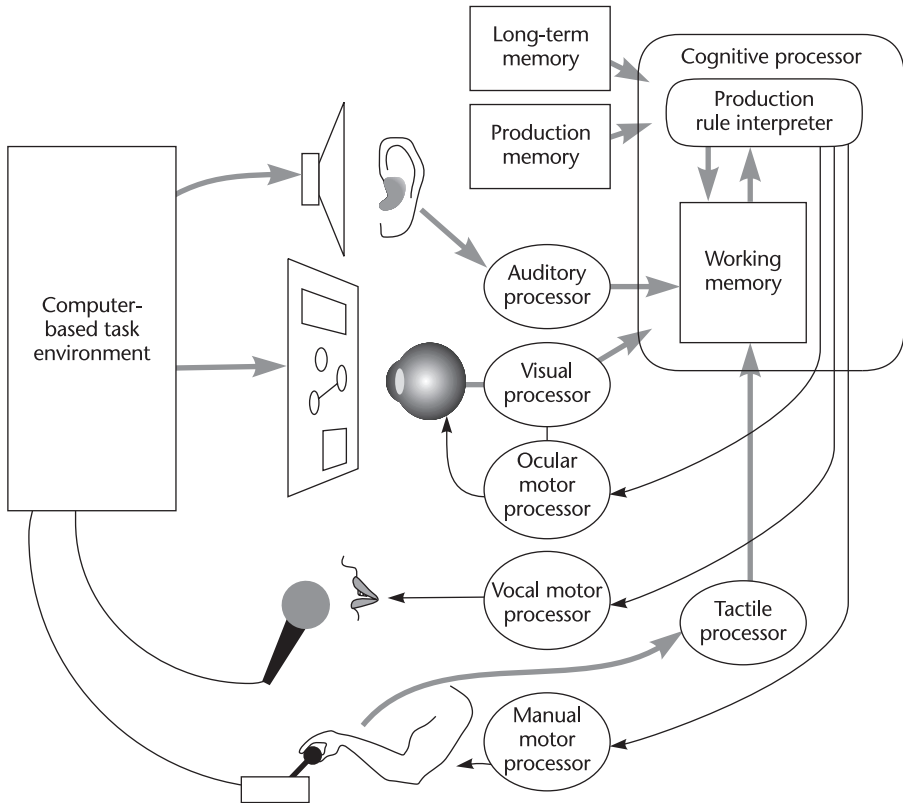 Long-term
memory
Cognitive processor
Production
rule interpreter
Production
memory
Computer-
based task
environment
Auditory
processor
Working
memory
Visual
processor
Ocular
motor
processor
Vocal motor
processor
Tactile
processor
Manual
motor
processor